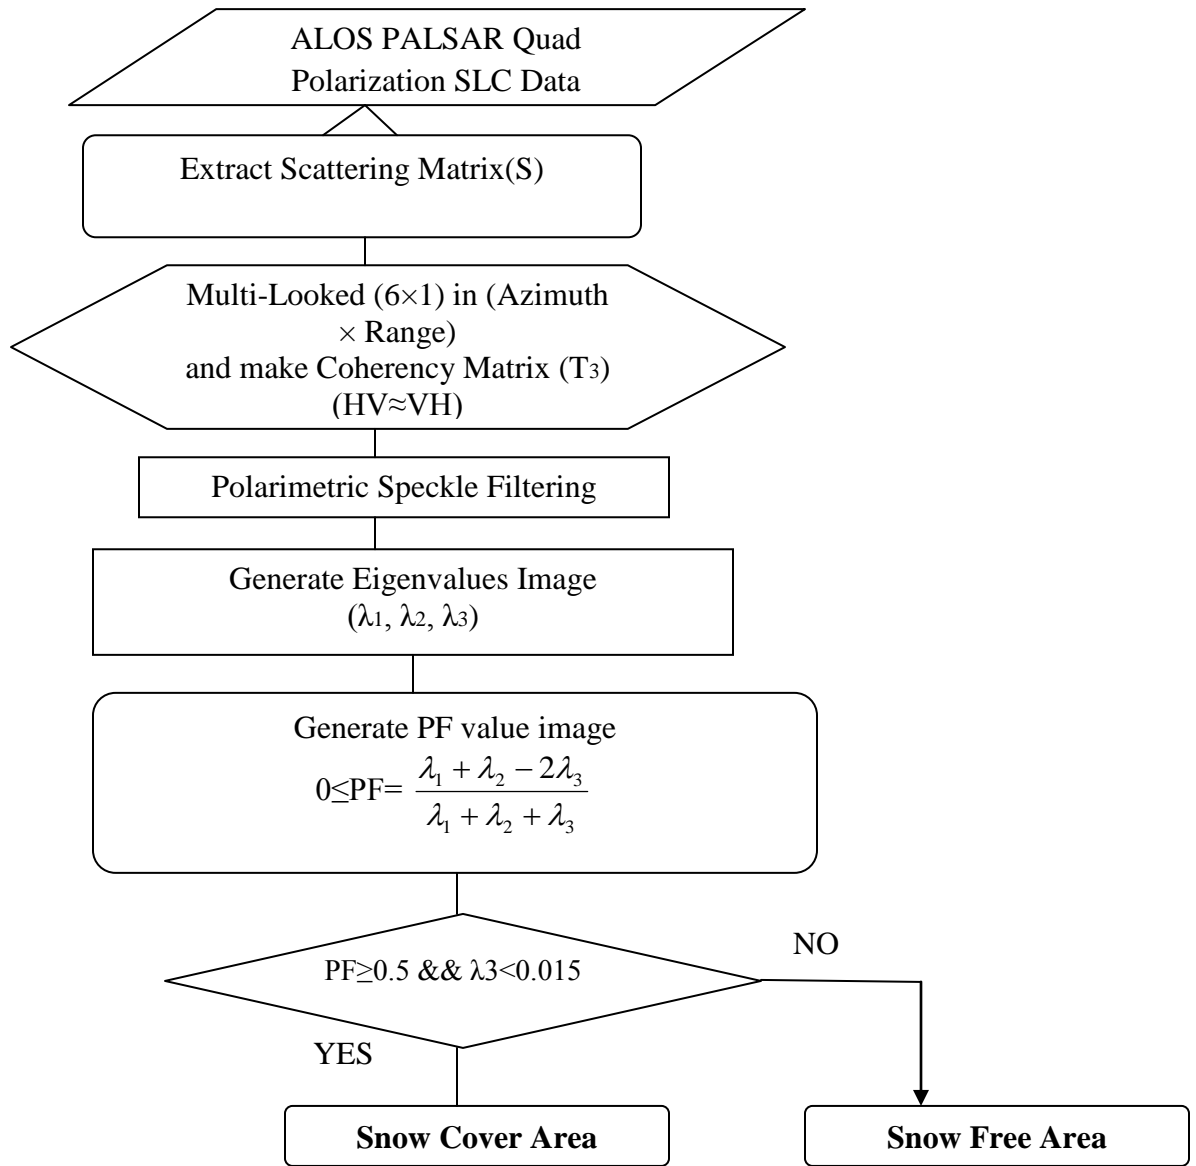 ALOS PALSAR Quad
Polarization SLC Data
Extract Scattering Matrix(S)
Multi-Looked (6×1) in (Azimuth
× Range)
and make Coherency Matrix (T3)
(HV≈VH)
Polarimetric Speckle Filtering
Generate Eigenvalues Image
(λ1, λ2, λ3)
Generate PF value image
0≤PF= \frac{λ₁ + λ₂ − 2λ₃}{λ₁ + λ₂ + λ₃}
PF≥0.5 && λ3<0.015
NO
YES
Snow Cover Area
Snow Free Area